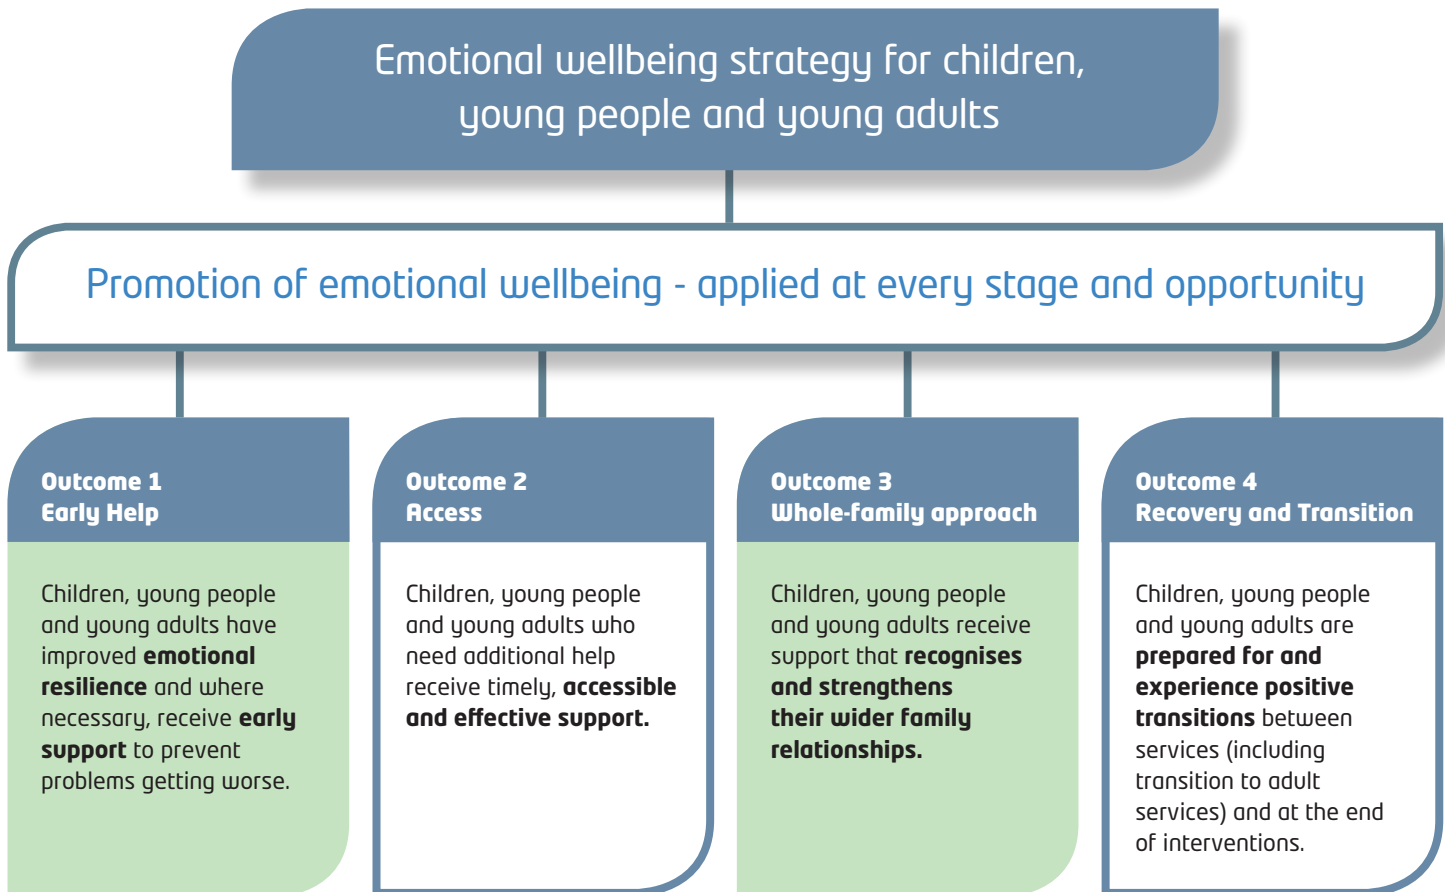 Emotional wellbeing strategy for children,
young people and young adults
Promotion of emotional wellbeing - applied at every stage and opportunity
Outcome 1
Early Help
Children, young people
and young adults have
improved emotional
resilience and where
necessary, receive early
support to prevent
problems getting worse.
Outcome 2
Access
Children, young people
and young adults who
need additional help
receive timely, accessible
and effective support.
Outcome 3
Whole-family approach
Children, young people
and young adults receive
support that recognises
and strengthens
their wider family
relationships.
Outcome 4
Recovery and Transition
Children, young people
and young adults are
prepared for and
experience positive
transitions between
services (including
transition to adult
services) and at the end
of interventions.